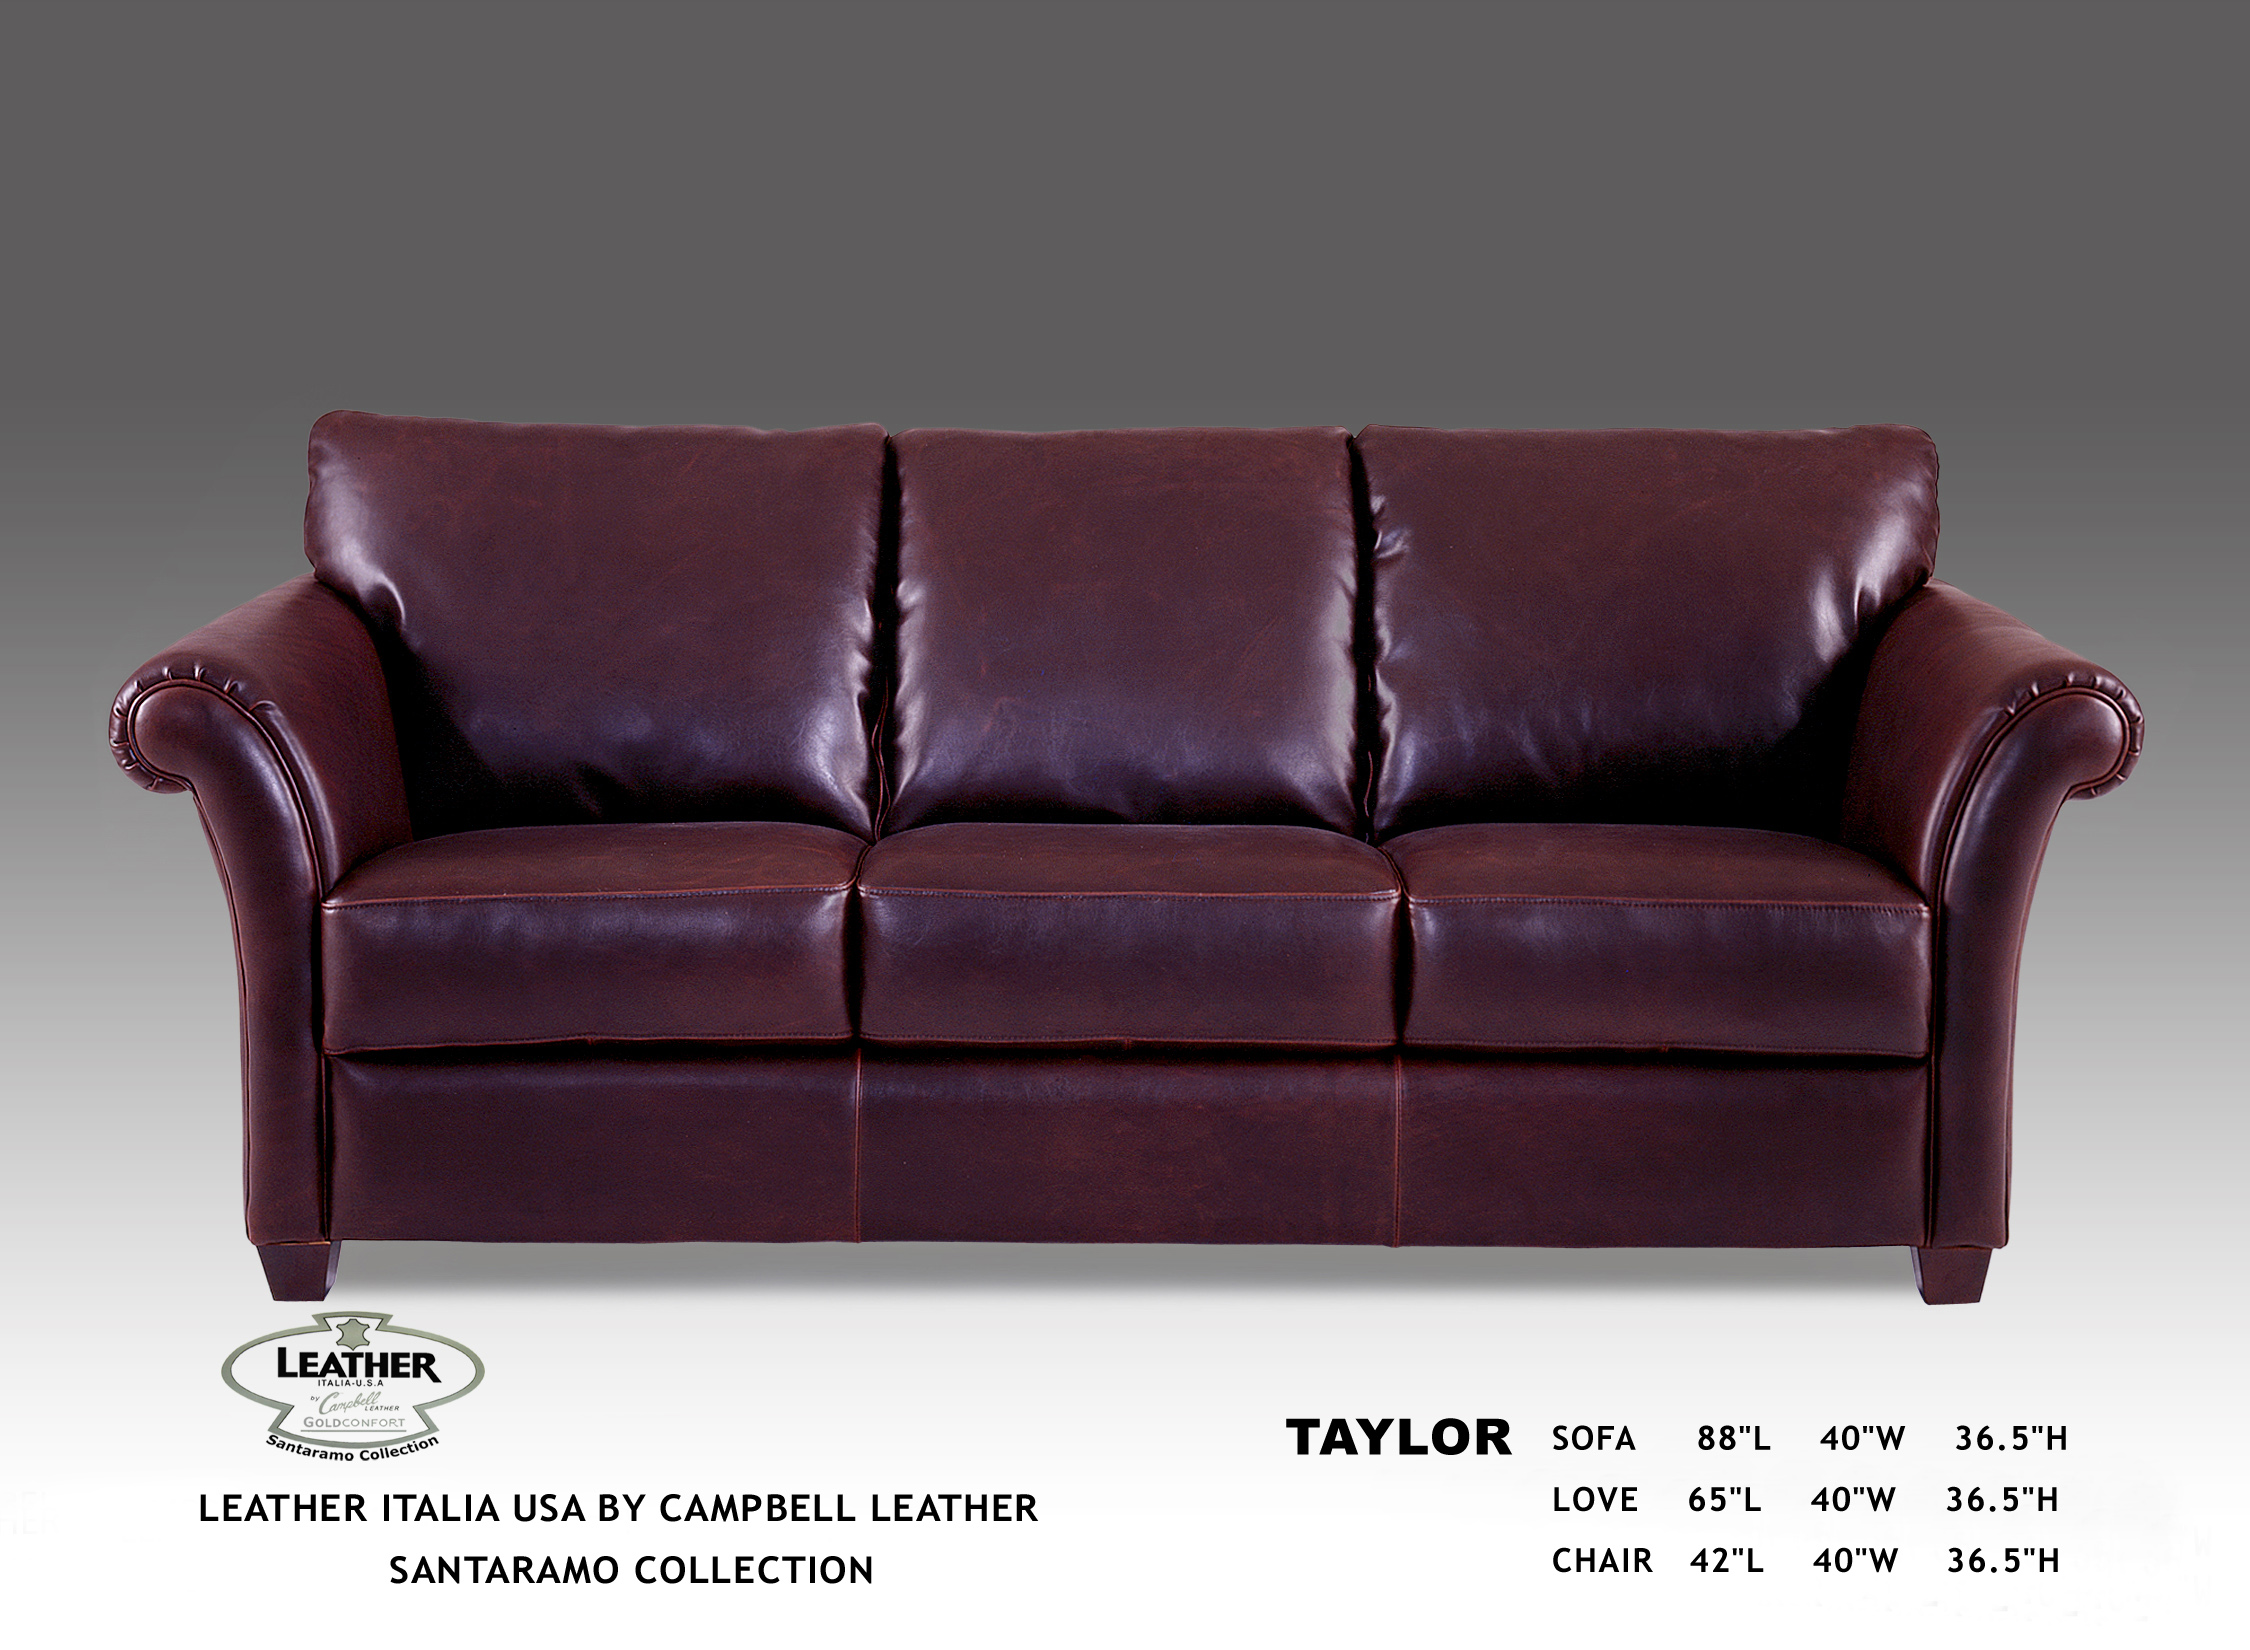 LEATHER
ITALIA-U.S.A
by Campbell
LEATHER
GOLDCONFORT
Santaramo Collection
LEATHER ITALIA USA BY CAMPBELL LEATHER
SANTARAMO COLLECTION
TAYLOR SOFA 88"L 40"W 36.5"H
LOVE 65"L 40"W 36.5"H
CHAIR 42"L 40"W 36.5"H